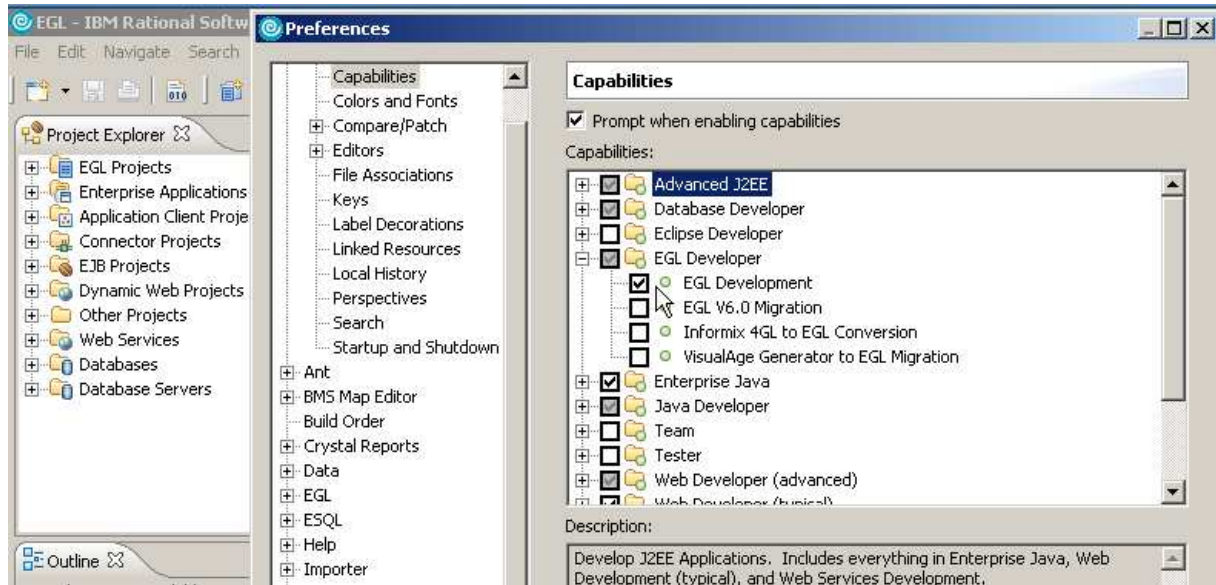 EGL - IBM Rational Softw
File Edit Navigate Search
Project Explorer
EGL Projects
Enterprise Applications
Application Client Proje
Connector Projects
EJB Projects
Dynamic Web Projects
Other Projects
Web Services
Databases
Database Servers
Outline
Preferences
Capabilities
Colors and Fonts
Compare/Patch
Editors
File Associations
Keys
Label Decorations
Linked Resources
Local History
Perspectives
Search
Startup and Shutdown
Ant
BMS Map Editor
Build Order
Crystal Reports
Data
EGL
ESQL
Help
Importer
Capabilities
Prompt when enabling capabilities
Capabilities:
Advanced J2EE
Database Developer
Eclipse Developer
EGL Developer
EGL Development
EGL V6.0 Migration
Informix 4GL to EGL Conversion
VisualAge Generator to EGL Migration
Enterprise Java
Java Developer
Team
Tester
Web Developer (advanced)
Web Developer (typical)
Description:
Develop J2EE Applications. Includes everything in Enterprise Java, Web
Development (typical), and Web Services Development.